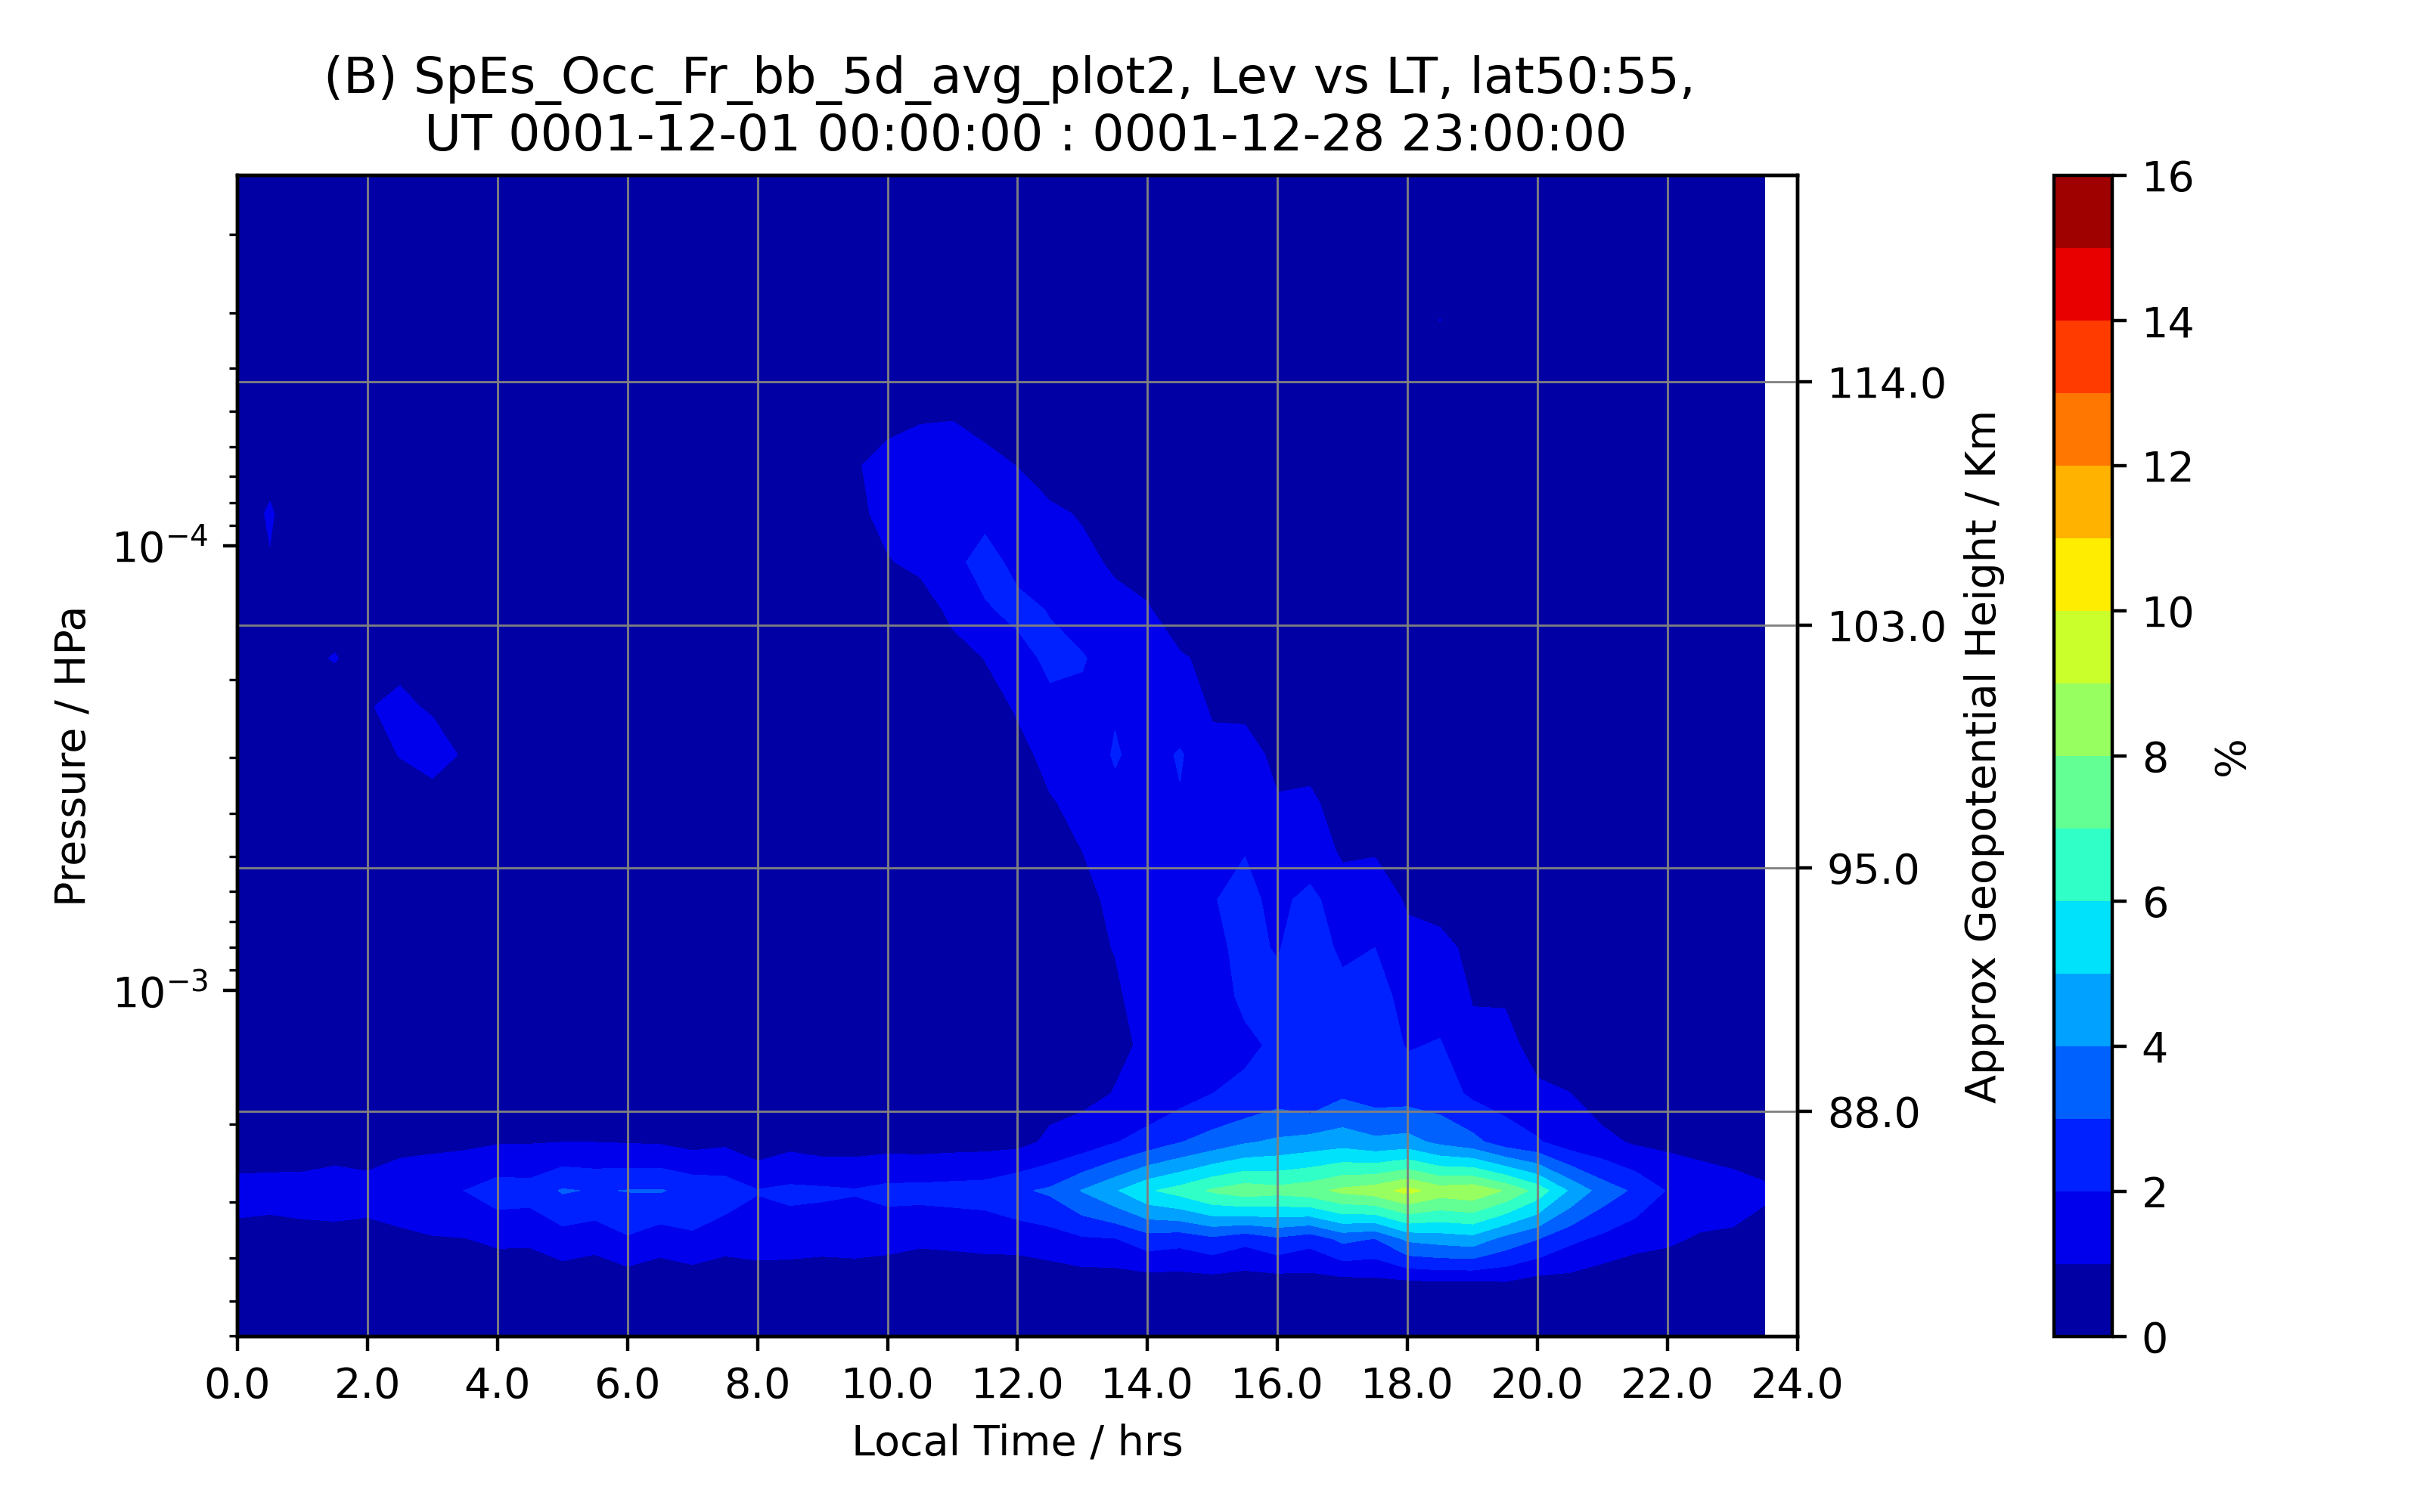 (B) SpEs_Occ_Fr_bb_5d_avg_plot2, Lev vs LT, lat50:55,
UT 0001-12-01 00:00:00 : 0001-12-28 23:00:00
Pressure / HPa
10⁻⁴
10⁻³
0.0 2.0 4.0 6.0 8.0 10.0 12.0 14.0 16.0 18.0 20.0 22.0 24.0
Local Time / hrs
114.0
103.0
95.0
88.0
Approx Geopotential Height / Km
16
14
12
10
8
6
4
2
0
%